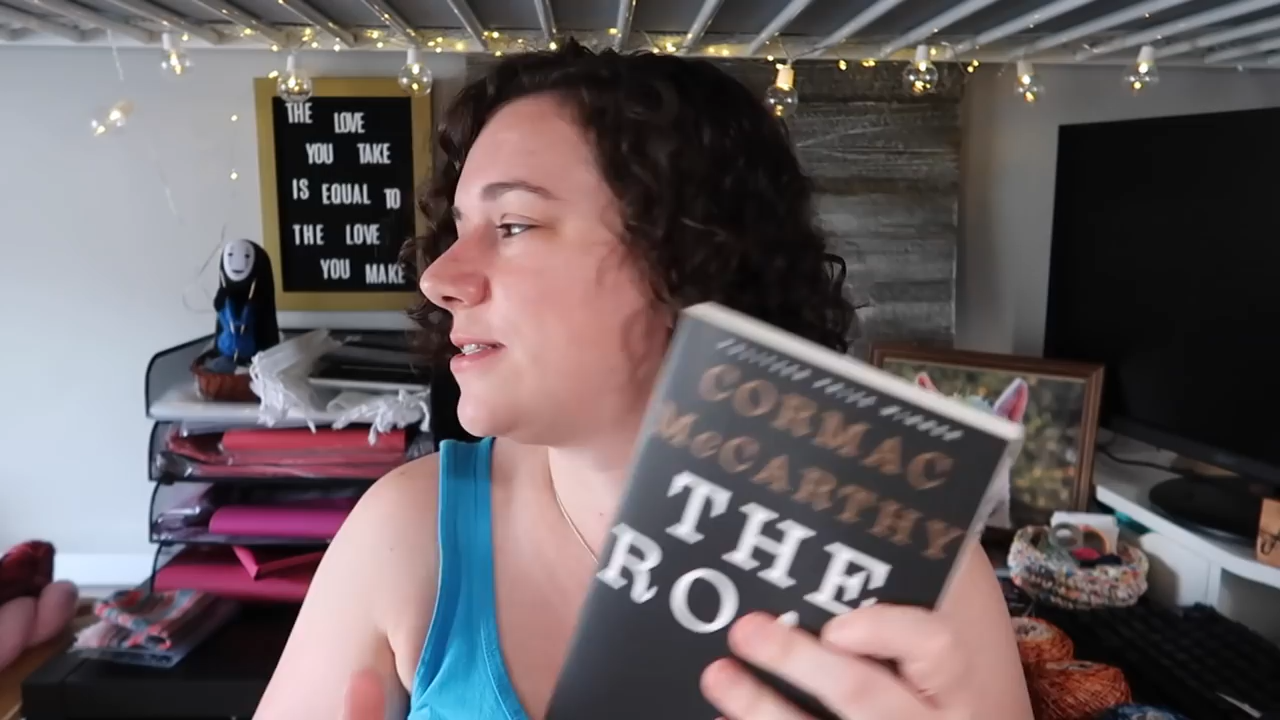 THE LOVE
YOU TAKE
IS EQUAL TO
THE LOVE
YOU MAKE
CORMAC
McCARTHY
THE